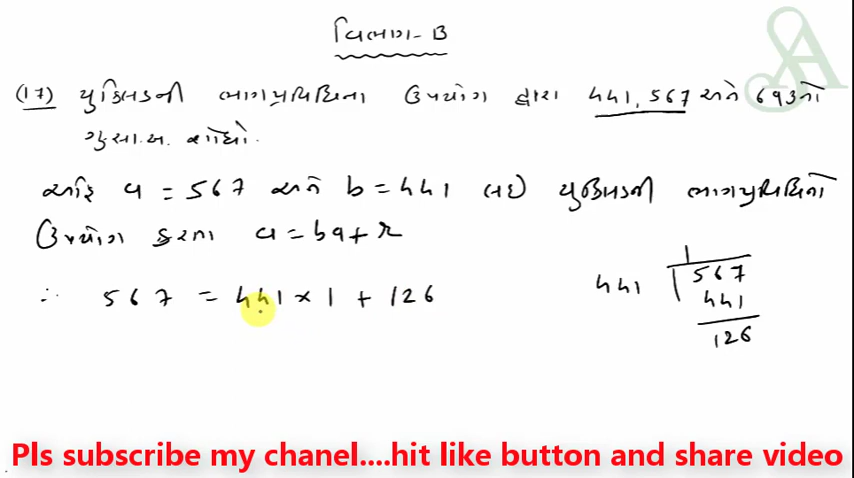 વિભાગ-B
(17) યુક્લિડની ભાગપ્રવિધિના ઉપયોગ દ્વારા 441, 567 અને 693નો
ગુ.સા.અ. શોધો.
અહિં a = 567 અને b = 441 લઈ યુક્લિડની ભાગપ્રવિધિનો
ઉપયોગ કરતા a = bq + r
∴ 567 = 441 × 1 + 126
1
441 567
441
126
Pls subscribe my chanel....hit like button and share video